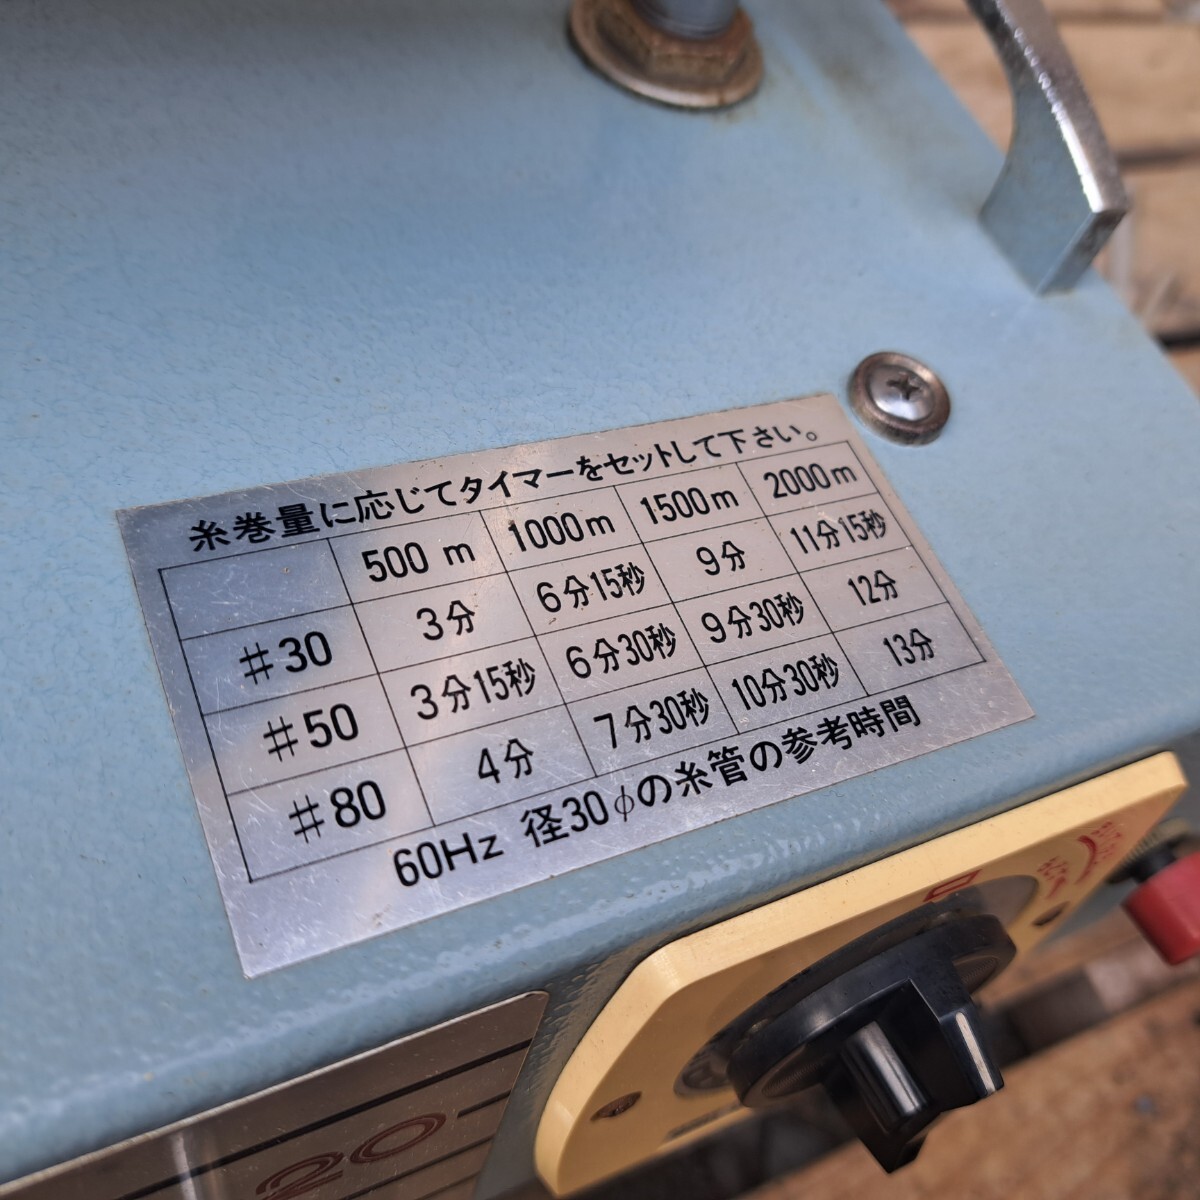 糸巻量に応じてタイマーをセットして下さい。
500 m 1000m 1500m 2000m
#30 3分 6分15秒 9分 11分15秒
#50 3分15秒 6分30秒 9分30秒 12分
#80 4分 7分30秒 10分30秒 13分
60Hz 径30φの糸管の参考時間
20